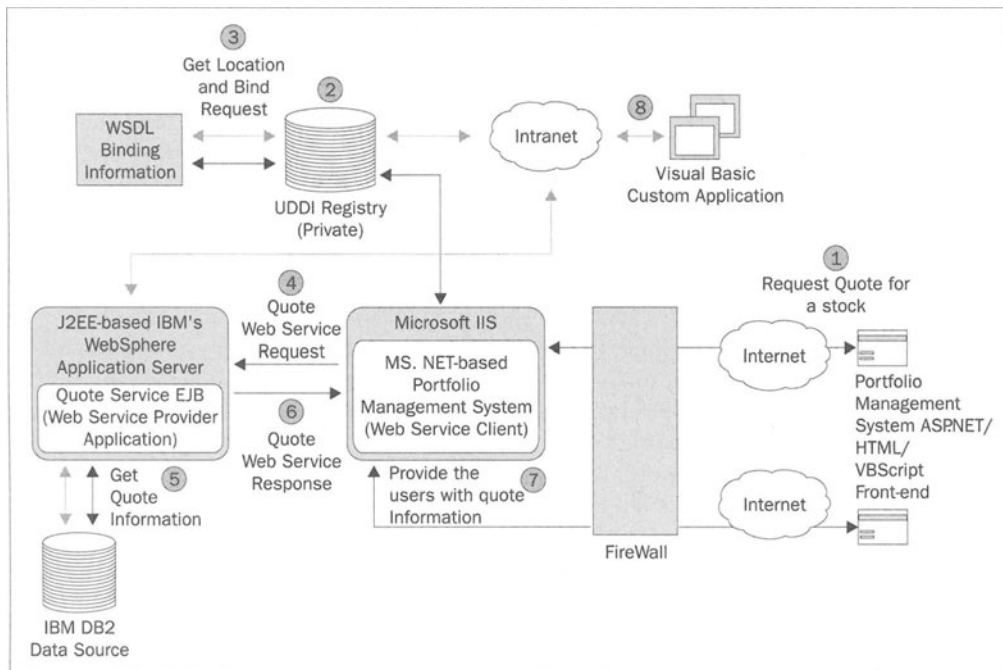 3
Get Location
and Bind
Request
2
WSDL
Binding
Information
UDDI Registry
(Private)
Intranet
8
Visual Basic
Custom Application
1
Request Quote for
a stock
4
Quote
Web Service
Request
J2EE-based IBM's
WebSphere
Application Server
Quote Service EJB
(Web Service Provider
Application)
Microsoft IIS
MS. NET-based
Portfolio
Management System
(Web Service Client)
Internet
Portfolio
Management
System ASP.NET/
HTML/
VBScript
Front-end
6
Quote
Web Service
Response
Get
Quote
Information
5
Provide the
users with quote
Information
7
Internet
FireWall
IBM DB2
Data Source